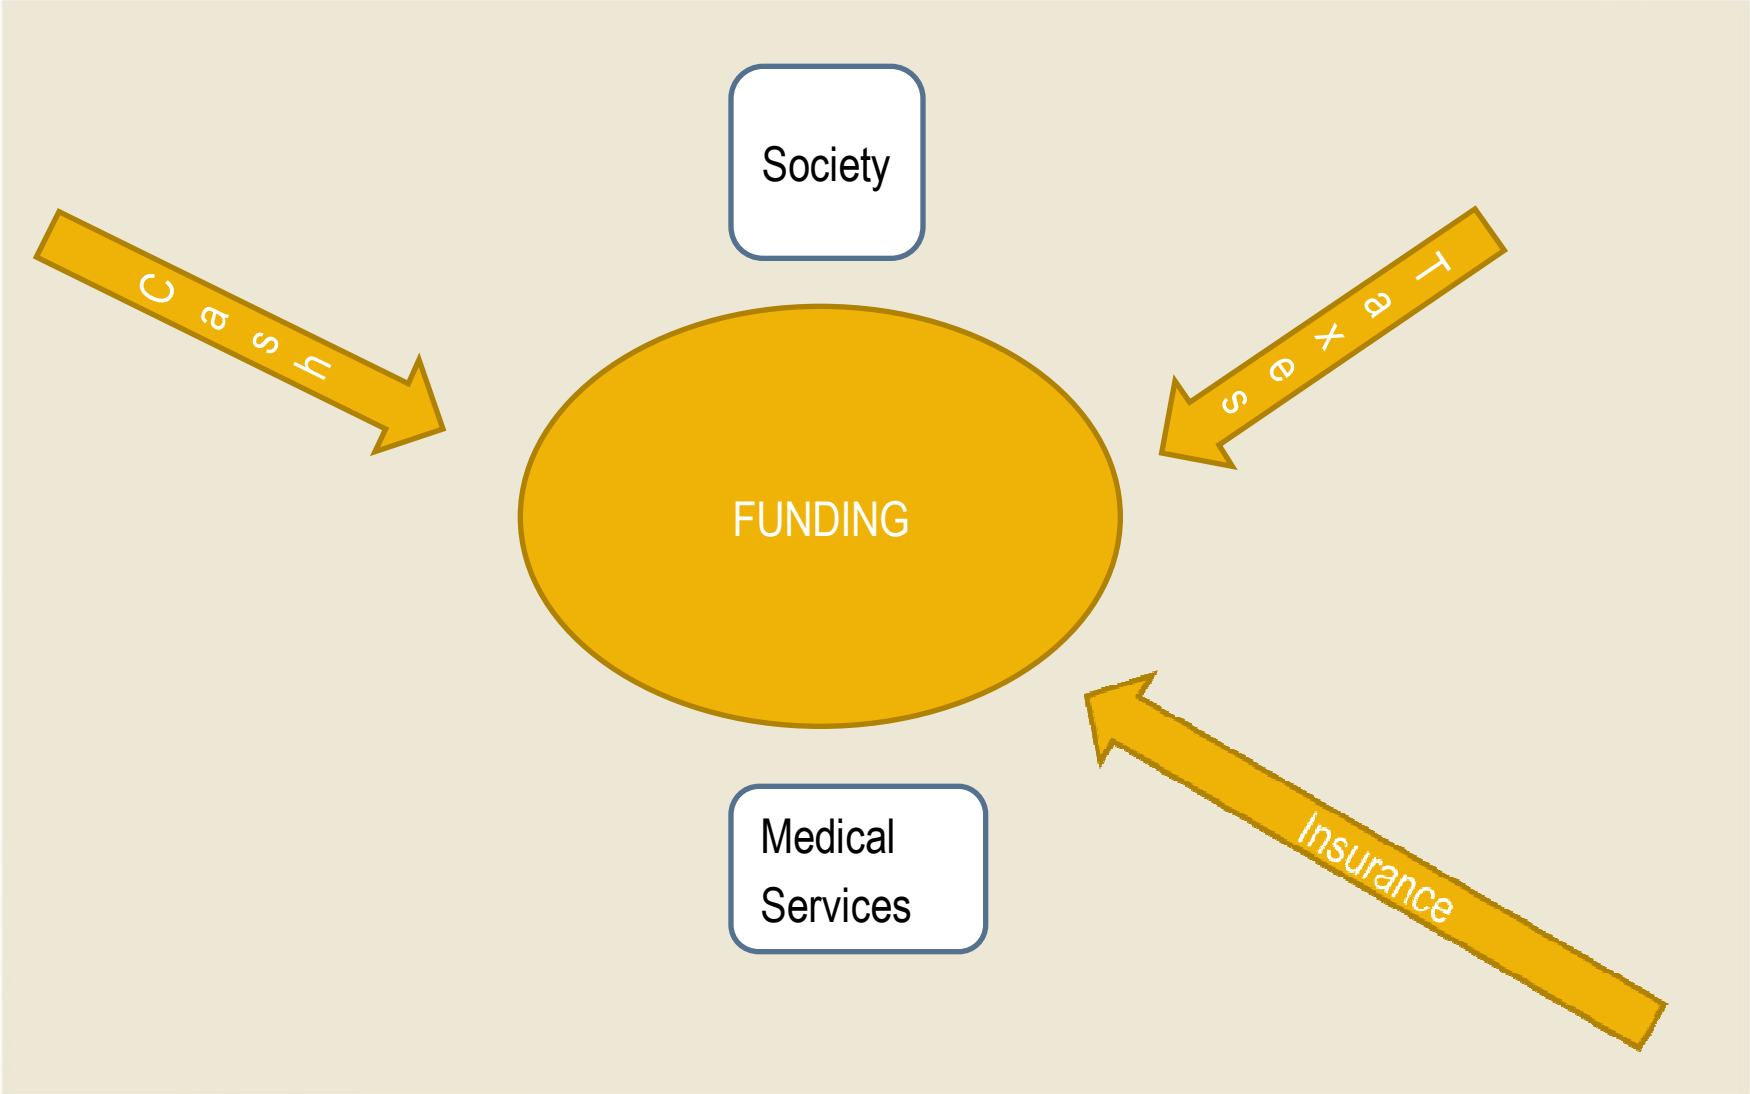 Society
Cash
Taxes
FUNDING
Medical
Services
Insurance